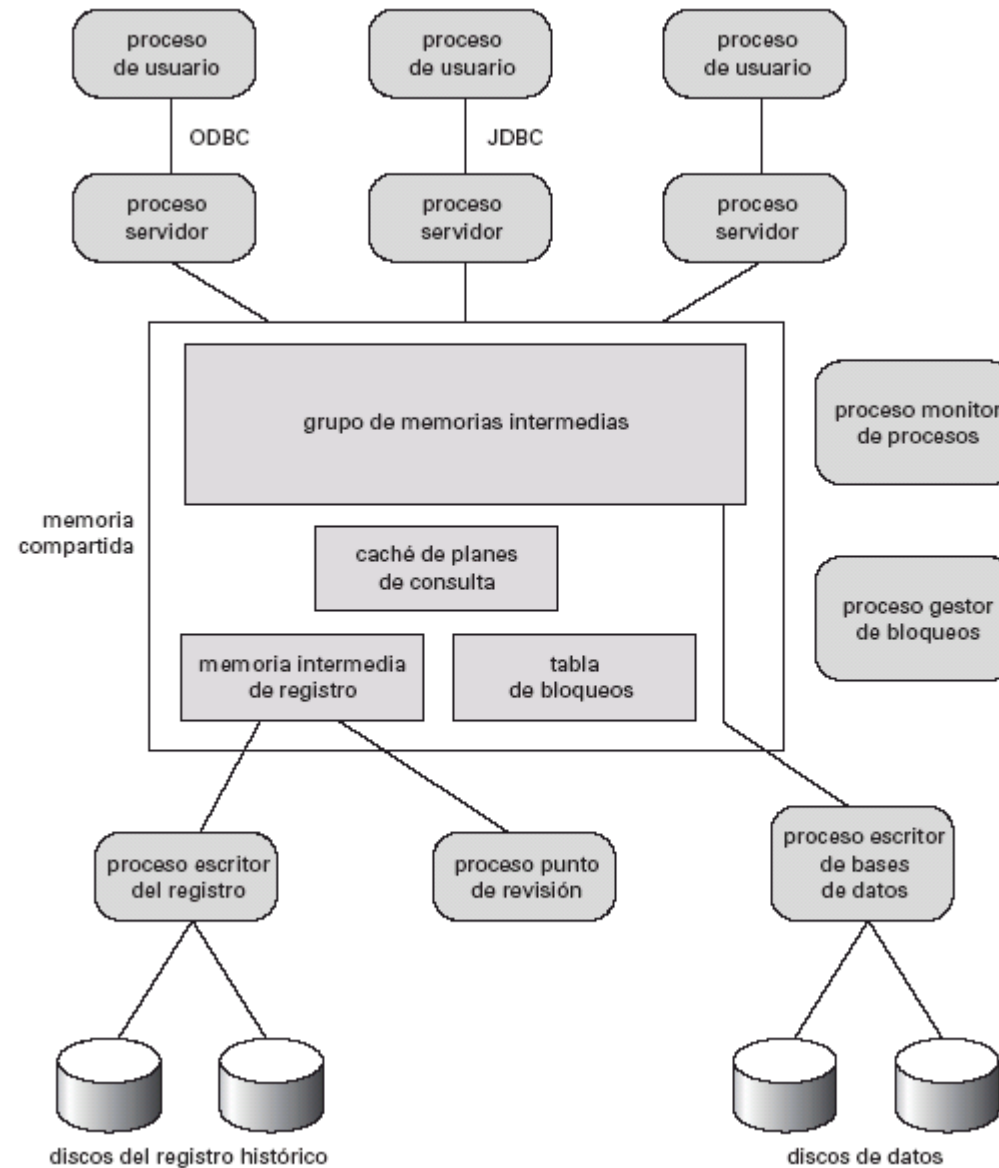 proceso
de usuario
proceso
de usuario
proceso
de usuario
ODBC
JDBC
proceso
servidor
proceso
servidor
proceso
servidor
grupo de memorias intermedias
proceso monitor
de procesos
memoria
compartida
caché de planes
de consulta
proceso gestor
de bloqueos
memoria intermedia
de registro
tabla
de bloqueos
proceso escritor
del registro
proceso punto
de revisión
proceso escritor
de bases
de datos
discos del registro histórico
discos de datos